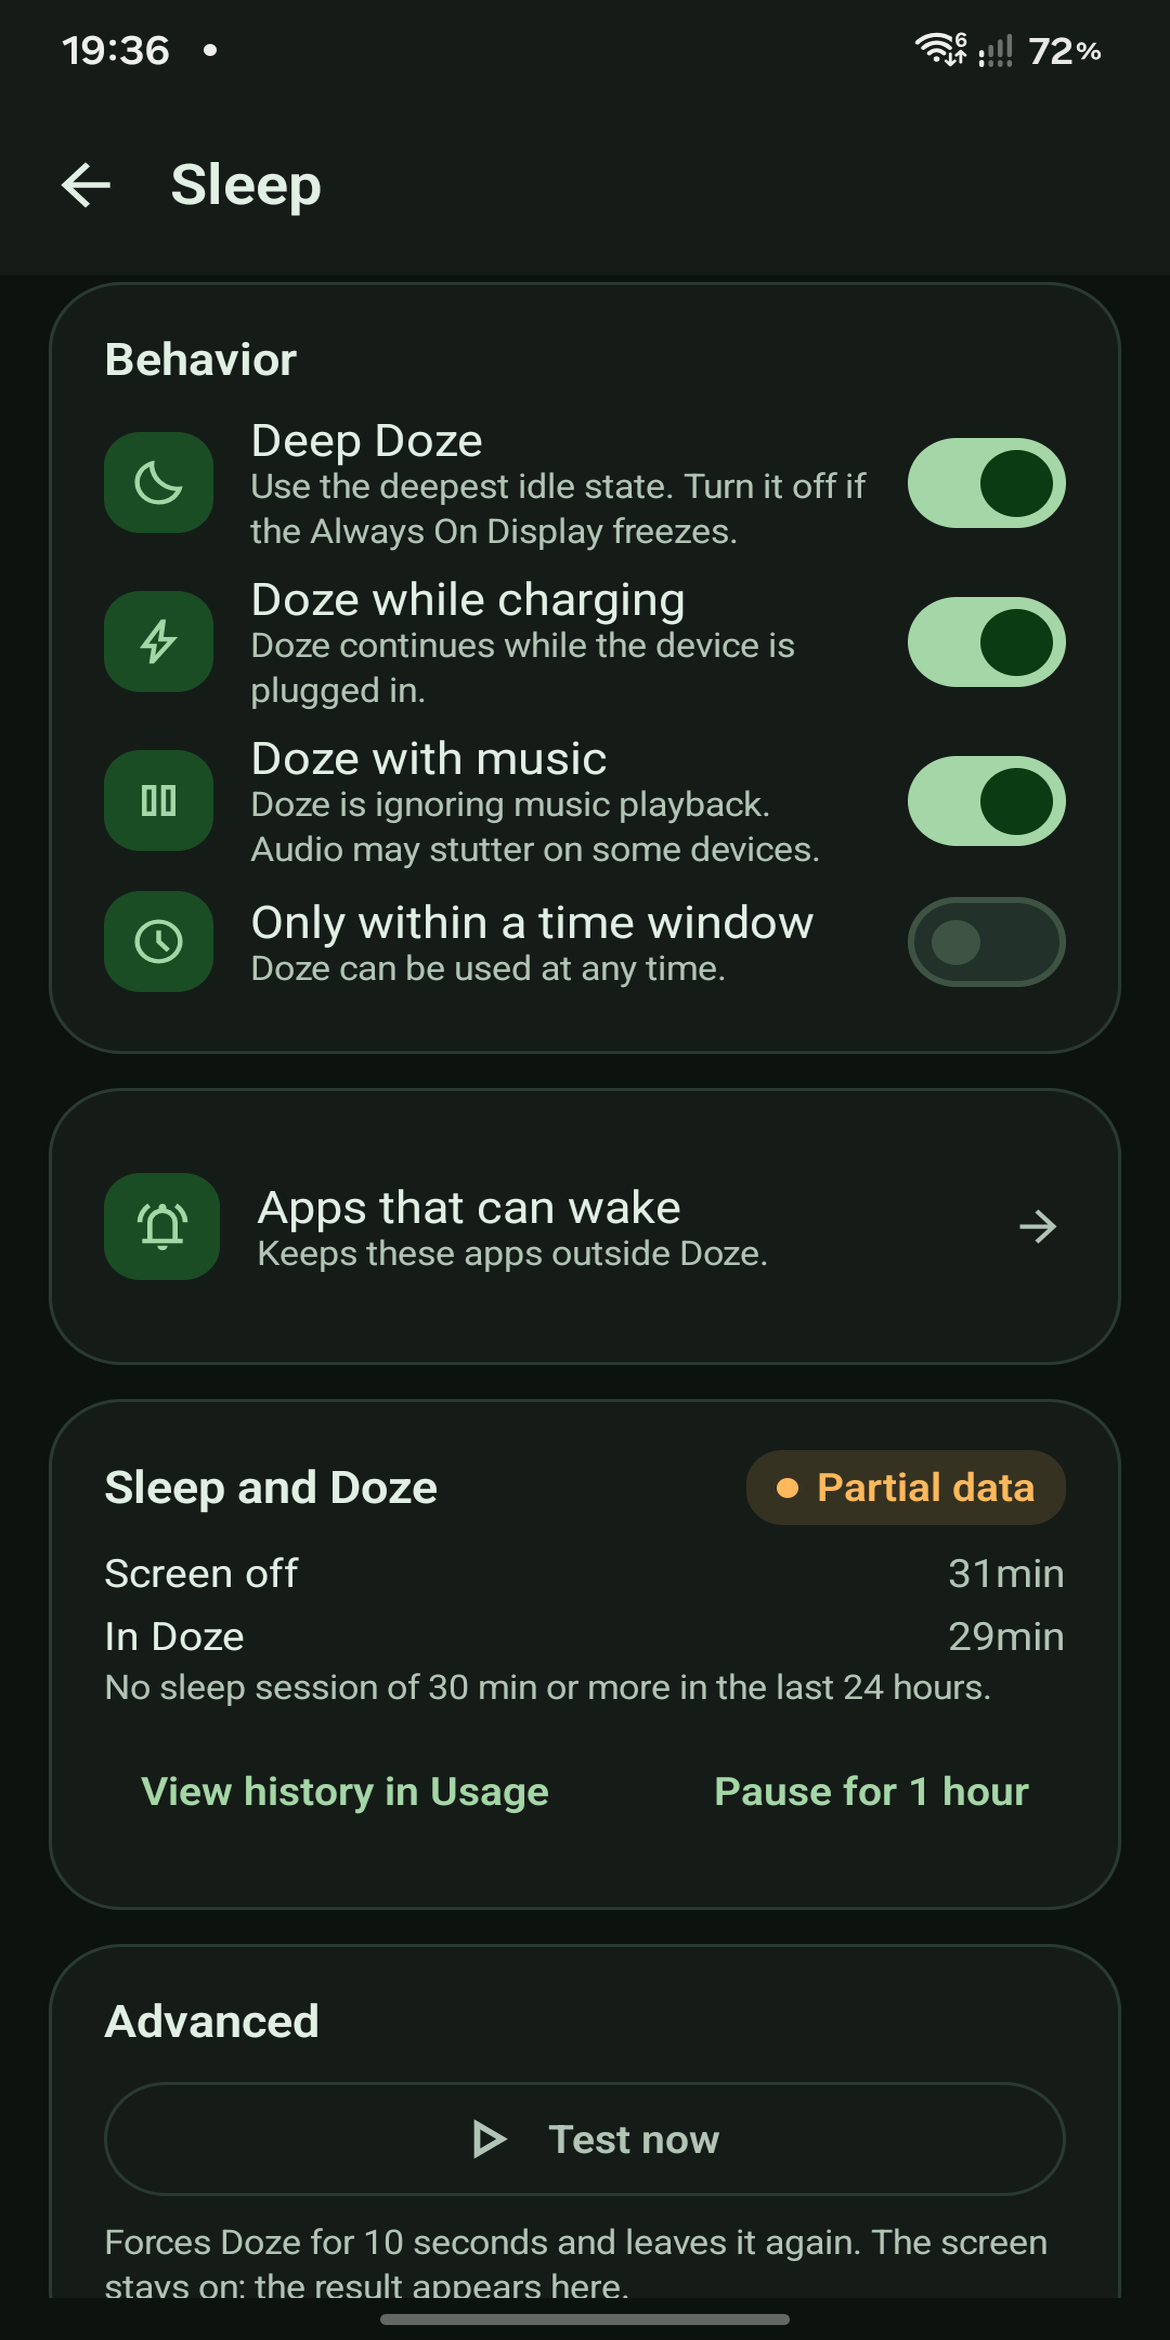 19:36
6
72%
Sleep
Behavior
Deep Doze
Use the deepest idle state. Turn it off if
the Always On Display freezes.
Doze while charging
Doze continues while the device is
plugged in.
Doze with music
Doze is ignoring music playback.
Audio may stutter on some devices.
Only within a time window
Doze can be used at any time.
Apps that can wake
Keeps these apps outside Doze.
Sleep and Doze
Partial data
Screen off 31min
In Doze 29min
No sleep session of 30 min or more in the last 24 hours.
View history in Usage
Pause for 1 hour
Advanced
Test now
Forces Doze for 10 seconds and leaves it again. The screen
stays on; the result appears here.